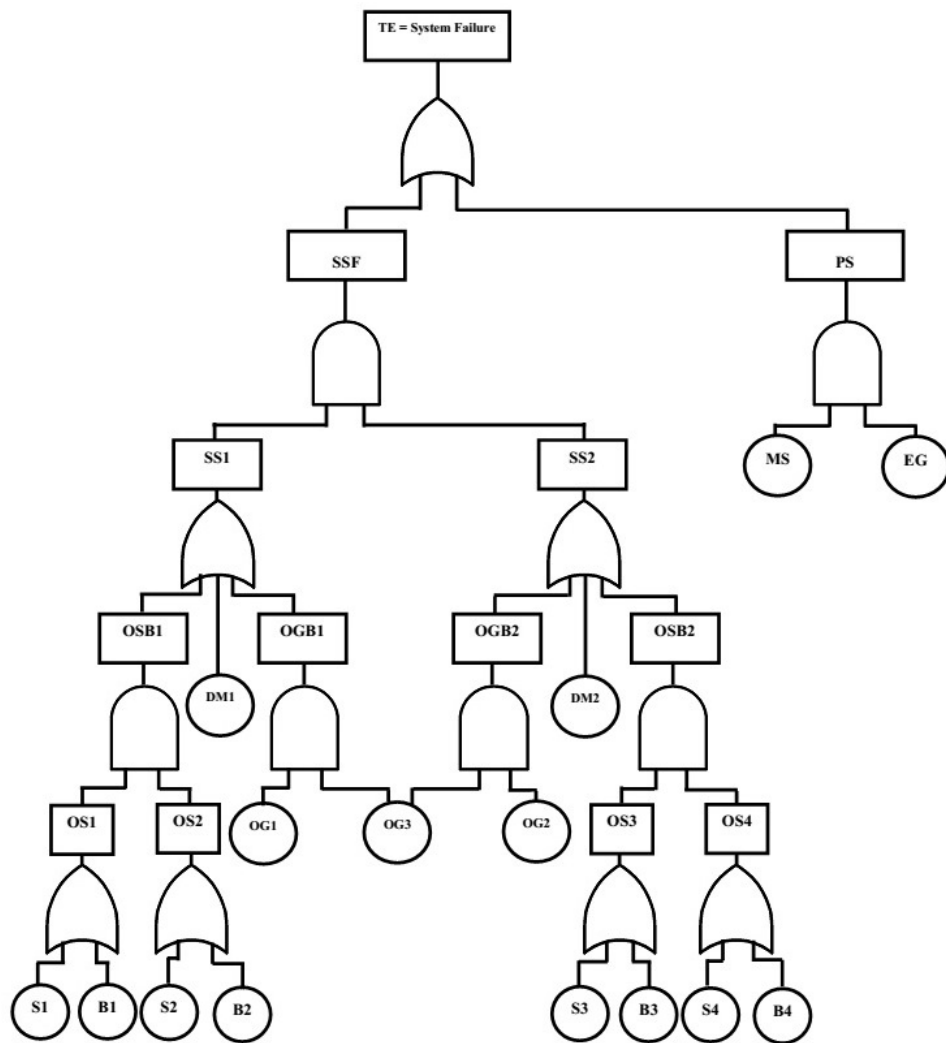 TE = System Failure
SSF
PS
SS1
SS2
MS
EG
OSB1
OGB1
OGB2
OSB2
DM1
DM2
OS1
OS2
OG1
OG3
OG2
OS3
OS4
S1
B1
S2
B2
S3
B3
S4
B4